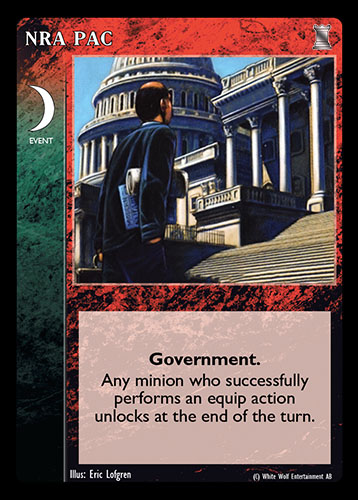 NRA PAC
EVENT
Government.
Any minion who successfully
performs an equip action
unlocks at the end of the turn.
Illus: Eric Lofgren
(C) White Wolf Entertainment AB